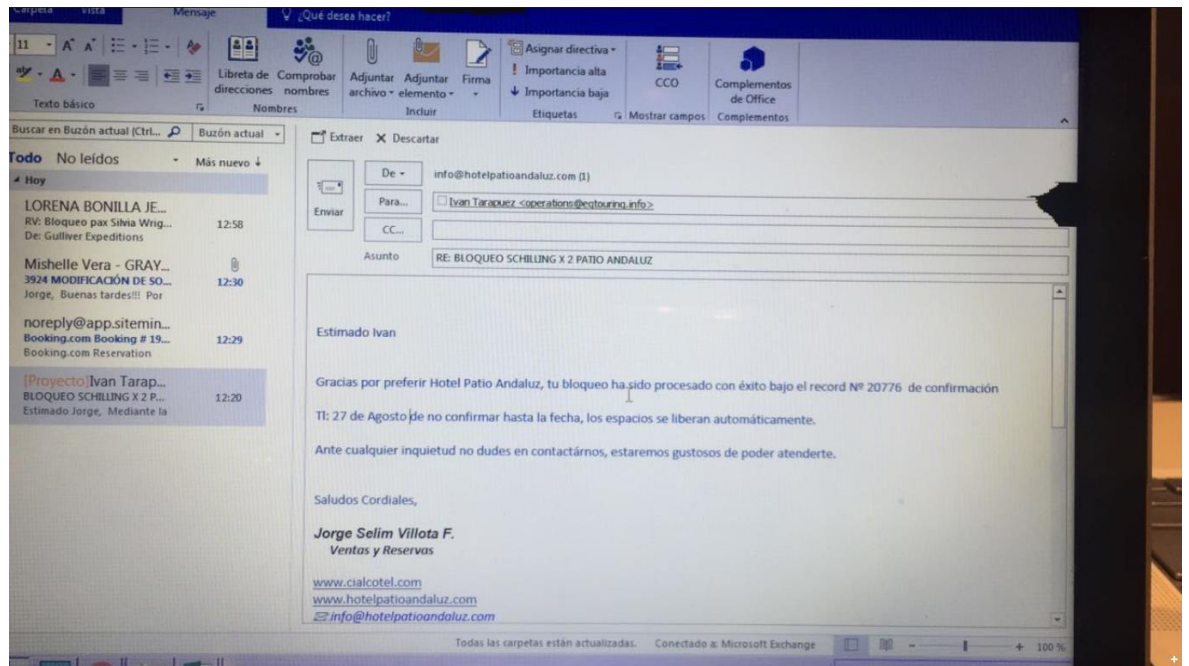 Carpeta Vista Mensaje ¿Qué desea hacer?
11
Libreta de direcciones
Comprobar nombres
Adjuntar archivo
Adjuntar elemento
Firma
Asignar directiva
Importancia alta
Importancia baja
CCO
Complementos de Office
Texto básico Nombres Incluir Etiquetas Mostrar campos Complementos
Buscar en Buzón actual (Ctrl... Buzón actual
Todo No leídos Más nuevo ↓
Hoy
LORENA BONILLA JE...
RV: Bloqueo pax Silvia Wrig... 12:58
De: Gulliver Expeditions
Mishelle Vera - GRAY...
3924 MODIFICACIÓN DE SO... 12:30
Jorge, Buenas tardes!!! Por
noreply@app.sitemin...
Booking.com Booking # 19... 12:29
Booking.com Reservation
[Proyecto]Ivan Tarap...
BLOQUEO SCHILLING X 2 P... 12:20
Estimado Jorge, Mediante la
Extraer X Descartar
Enviar
De info@hotelpatioandaluz.com (1)
Para... Ivan Tarapuez <operations@eqtouring.info>
CC...
Asunto RE: BLOQUEO SCHILLING X 2 PATIO ANDALUZ
Estimado Ivan
Gracias por preferir Hotel Patio Andaluz, tu bloqueo ha sido procesado con éxito bajo el record Nº 20776 de confirmación
Tl: 27 de Agosto de no confirmar hasta la fecha, los espacios se liberan automáticamente.
Ante cualquier inquietud no dudes en contactárnos, estaremos gustosos de poder atenderte.
Saludos Cordiales,
Jorge Selim Villota F.
Ventas y Reservas
www.cialcotel.com
www.hotelpatioandaluz.com
info@hotelpatioandaluz.com
Todas las carpetas están actualizadas. Conectado a: Microsoft Exchange 100 %